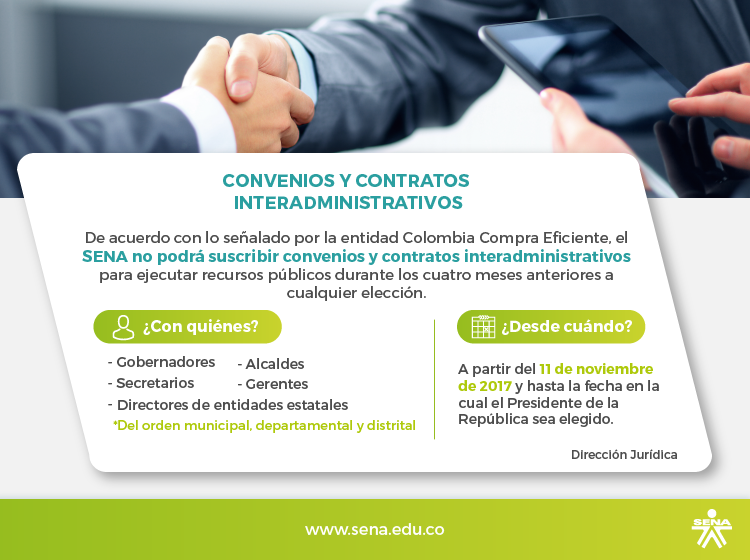 CONVENIOS Y CONTRATOS
INTERADMINISTRATIVOS
De acuerdo con lo señalado por la entidad Colombia Compra Eficiente, el
SENA no podrá suscribir convenios y contratos interadministrativos
para ejecutar recursos públicos durante los cuatro meses anteriores a
cualquier elección.
¿Con quiénes?
- Gobernadores
- Alcaldes
- Secretarios
- Gerentes
- Directores de entidades estatales
*Del orden municipal, departamental y distrital
¿Desde cuándo?
A partir del 11 de noviembre
de 2017 y hasta la fecha en la
cual el Presidente de la
República sea elegido.
Dirección Jurídica
www.sena.edu.co
SENA